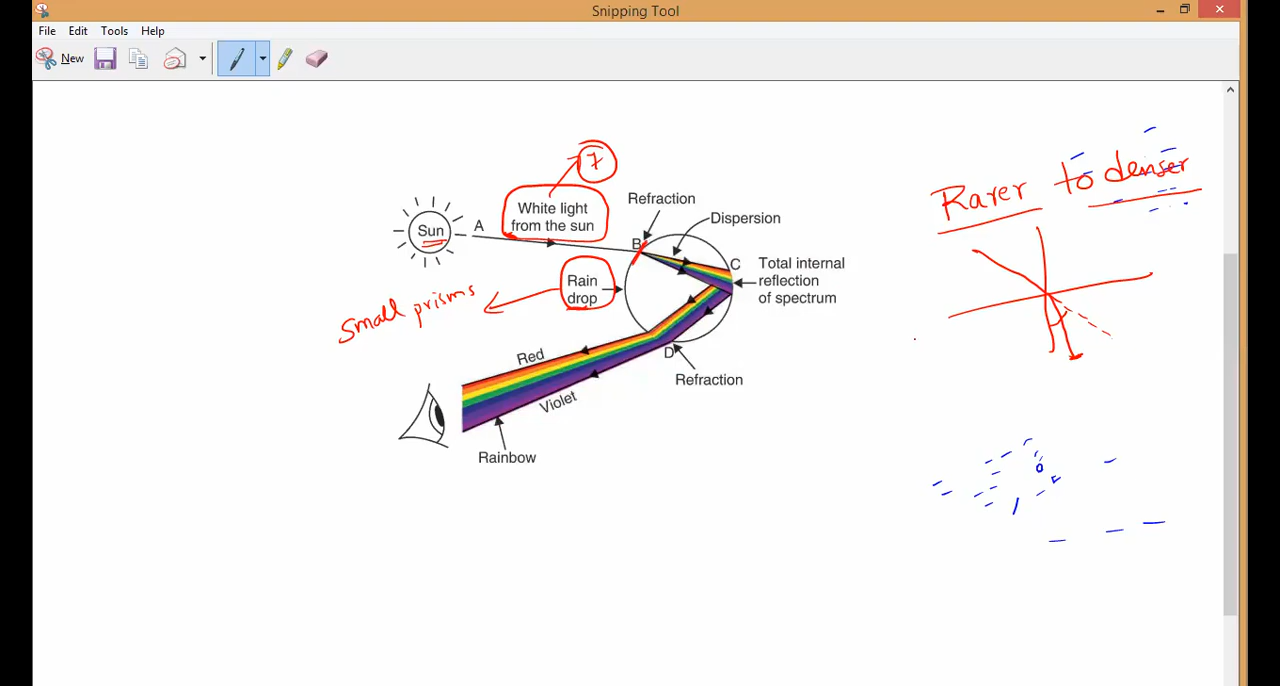 Snipping Tool
File Edit Tools Help
New
7
Rarer to denser
Refraction
White light
from the sun
Dispersion
Sun
A
B
C
Total internal
reflection
of spectrum
Rain
drop
Small prisms
Red
D
Refraction
Violet
Rainbow